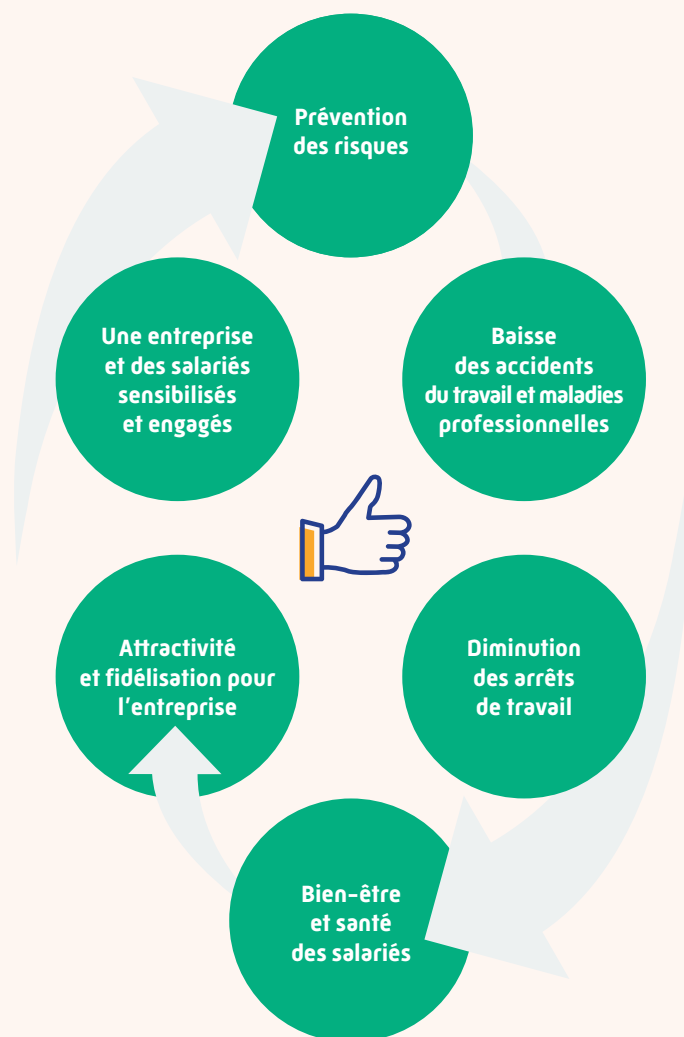 Prévention
des risques
Baisse
des accidents
du travail et maladies
professionnelles
Diminution
des arrêts
de travail
Bien-être
et santé
des salariés
Attractivité
et fidélisation pour
l'entreprise
Une entreprise
et des salariés
sensibilisés
et engagés